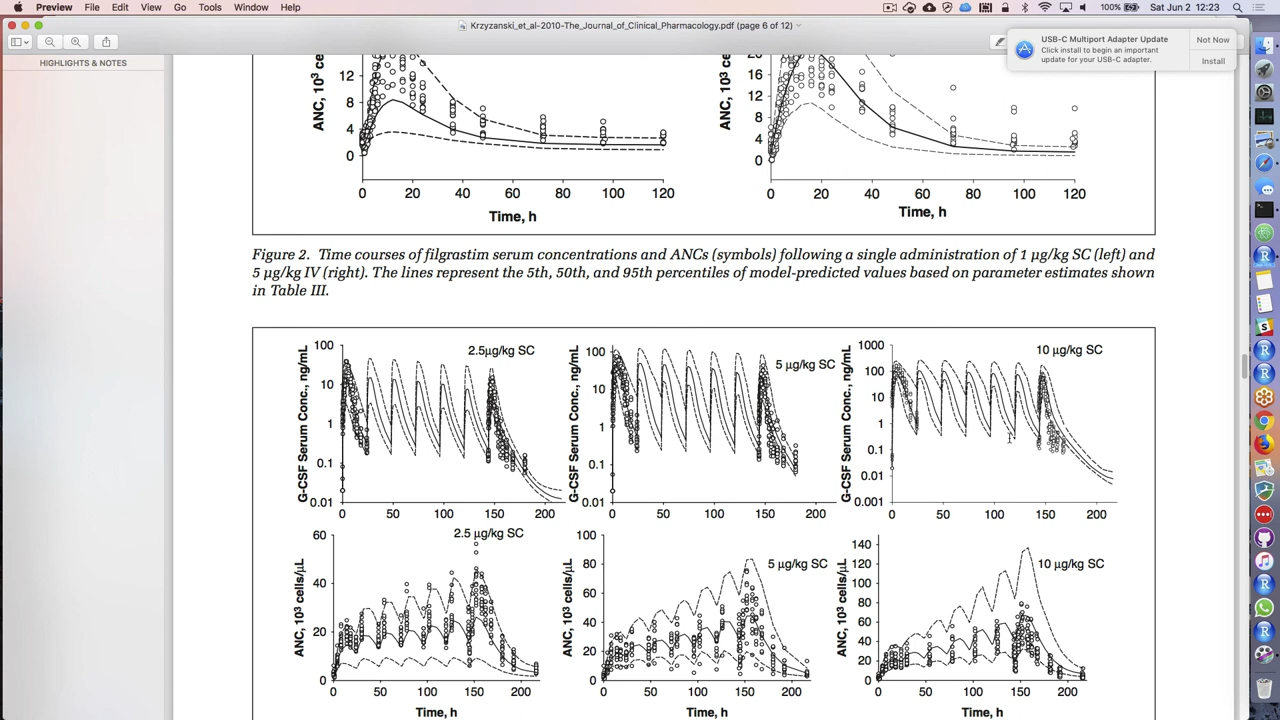 Preview File Edit View Go Tools Window Help 100% Sat Jun 2 12:23
Krzyzanski_et_al-2010-The_Journal_of_Clinical_Pharmacology.pdf (page 6 of 12)
USB-C Multiport Adapter Update
Click install to begin an important
update for your USB-C adapter.
Not Now
Install
HIGHLIGHTS & NOTES
ANC, 10³ ce
12
8
4
0
0 20 40 60 80 100 120
Time, h
ANC, 10³ ce
20
16
12
8
4
0
0 20 40 60 80 100 120
Time, h
Figure 2. Time courses of filgrastim serum concentrations and ANCs (symbols) following a single administration of 1 µg/kg SC (left) and
5 µg/kg IV (right). The lines represent the 5th, 50th, and 95th percentiles of model-predicted values based on parameter estimates shown
in Table III.
G-CSF Serum Conc., ng/mL
100
10
1
0.1
0.01
2.5µg/kg SC
0 50 100 150 200
G-CSF Serum Conc., ng/mL
100
10
1
0.1
0.01
5 µg/kg SC
0 50 100 150 200
G-CSF Serum Conc., ng/mL
1000
100
10
1
0.1
0.01
0.001
10 µg/kg SC
0 50 100 150 200
ANC, 10³ cells/µL
60
40
20
0
2.5 µg/kg SC
0 50 100 150 200
Time, h
ANC, 10³ cells/µL
100
80
60
40
20
0
5 µg/kg SC
0 50 100 150 200
Time, h
ANC, 10³ cells/µL
140
120
100
80
60
40
20
0
10 µg/kg SC
0 50 100 150 200
Time, h